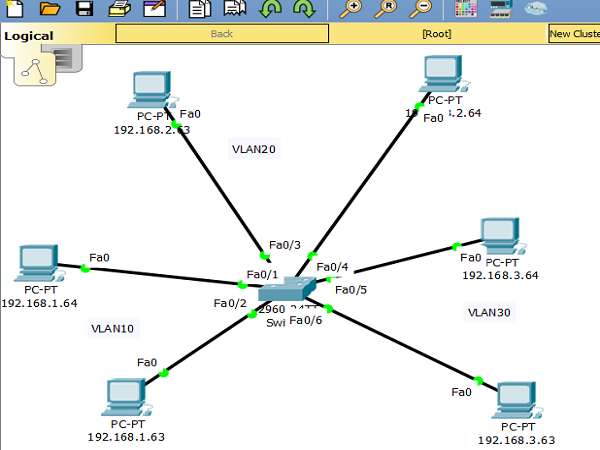 Logical
Back
[Root]
New Cluste
PC-PT
192.168.2.63
Fa0
PC-PT
.2.64
Fa0
VLAN20
Fa0/3
Fa0/4
Fa0
PC-PT
192.168.1.64
Fa0/1
Fa0/2
Fa0/5
Fa0/6
2960
Swi
Fa0
PC-PT
192.168.3.64
VLAN10
VLAN30
Fa0
PC-PT
192.168.1.63
Fa0
PC-PT
192.168.3.63